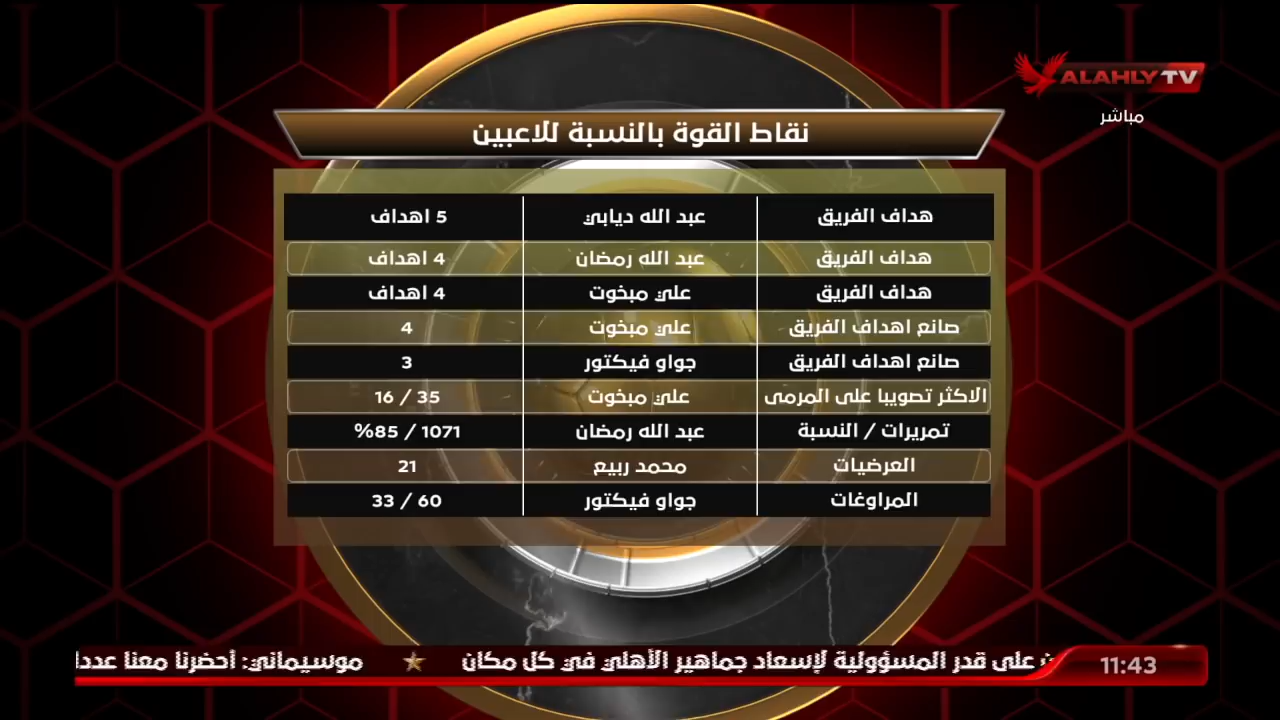 ALAHLY TV
مباشر
نقاط القوة بالنسبة للاعبين
هداف الفريق عبد الله ديابي 5 اهداف
هداف الفريق عبد الله رمضان 4 اهداف
هداف الفريق علي مبخوت 4 اهداف
صانع اهداف الفريق علي مبخوت 4
صانع اهداف الفريق جواو فيكتور 3
الاكثر تصويبا على المرمى علي مبخوت 35 / 16
تمريرات / النسبة عبد الله رمضان 1071 / 85%
العرضيات محمد ربيع 21
المراوغات جواو فيكتور 60 / 33
على قدر المسؤولية لإسعاد جماهير الأهلي في كل مكان ★ موسيماني: أحضرنا معنا عددا
11:43